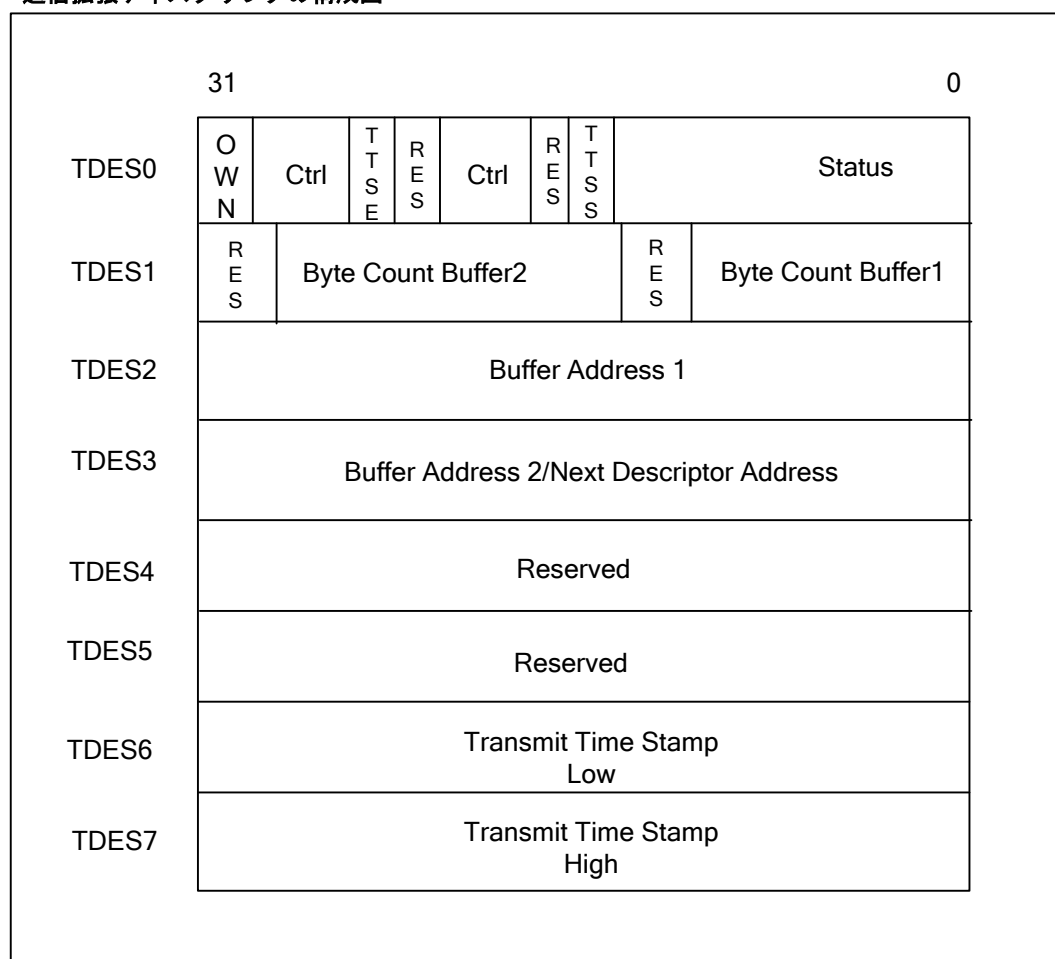 31 0
TDES0 OWN Ctrl TTSE RES Ctrl RES TTSS Status
TDES1 RES Byte Count Buffer2 RES Byte Count Buffer1
TDES2 Buffer Address 1
TDES3 Buffer Address 2/Next Descriptor Address
TDES4 Reserved
TDES5 Reserved
TDES6 Transmit Time Stamp
Low
TDES7 Transmit Time Stamp
High